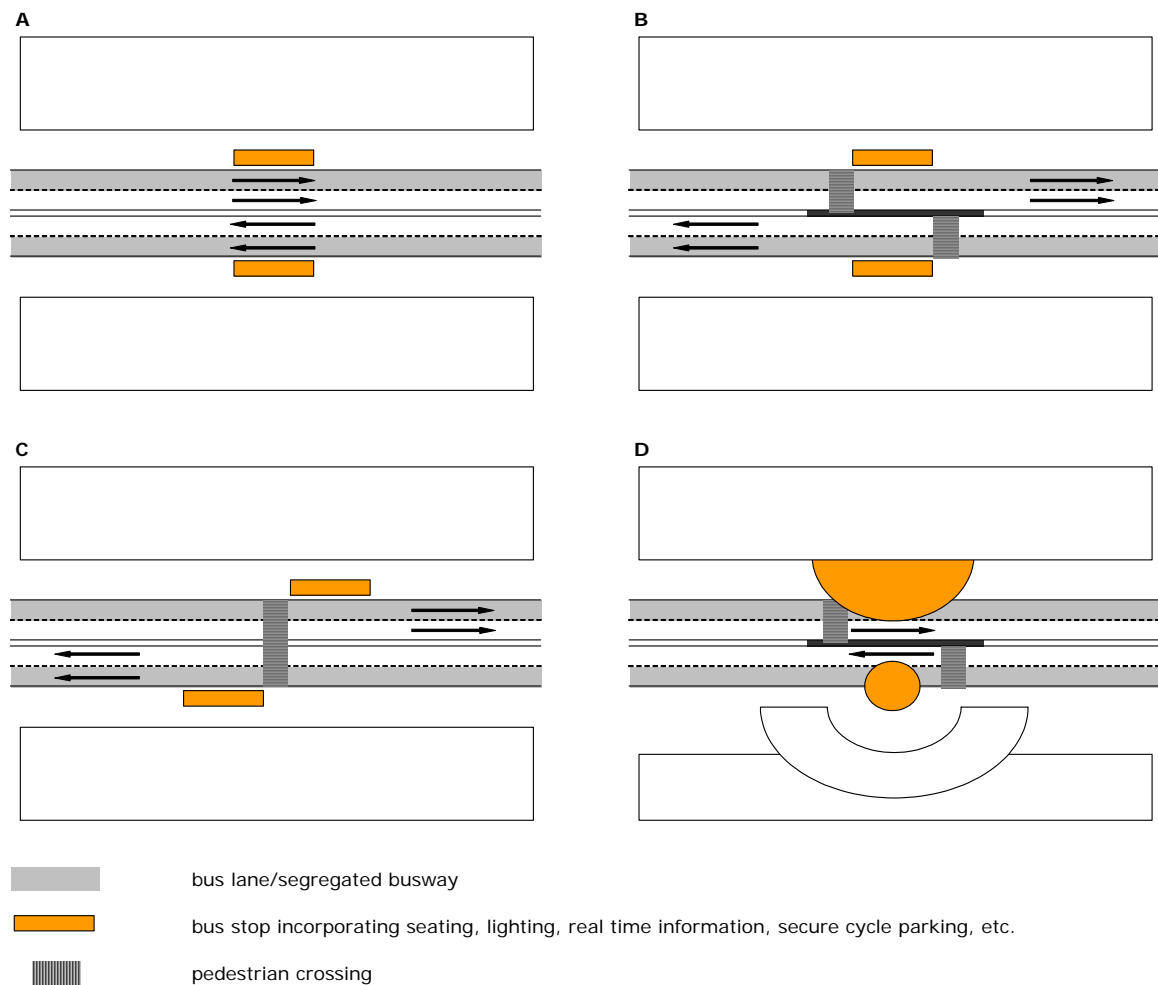 A
B
C
D
bus lane/segregated busway
bus stop incorporating seating, lighting, real time information, secure cycle parking, etc.
pedestrian crossing